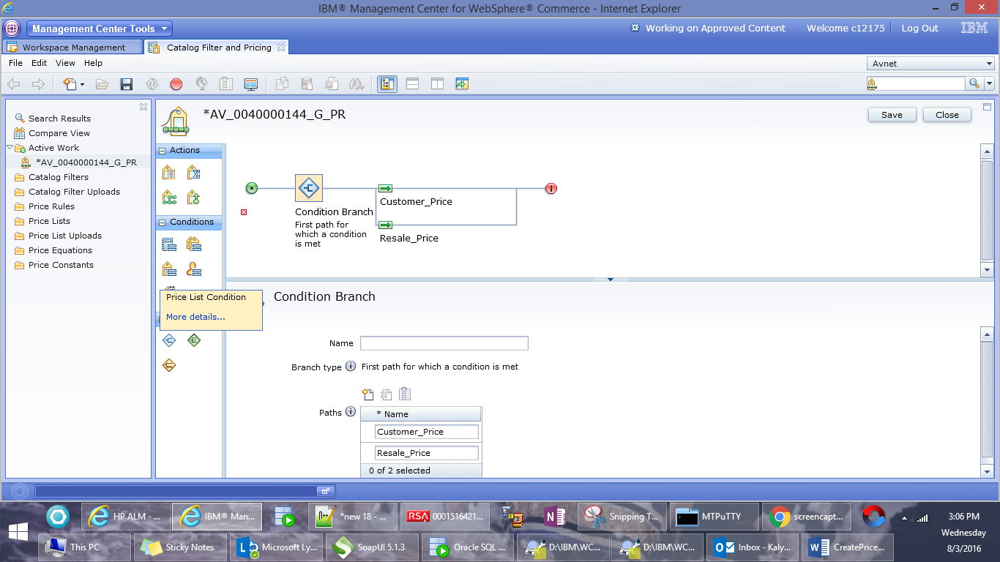 IBM® Management Center for WebSphere® Commerce - Internet Explorer
Management Center Tools
Working on Approved Content
Welcome c12175
Log Out
IBM
Workspace Management
Catalog Filter and Pricing
File Edit View Help
Avnet
Search Results
Compare View
Active Work
*AV_0040000144_G_PR
Catalog Filters
Catalog Filter Uploads
Price Rules
Price Lists
Price List Uploads
Price Equations
Price Constants
*AV_0040000144_G_PR
Save
Close
Actions
Conditions
Price List Condition
More details...
Condition Branch
First path for
which a condition
is met
Customer_Price
Resale_Price
Condition Branch
Name
Branch type
First path for which a condition is met
Paths
* Name
Customer_Price
Resale_Price
0 of 2 selected
HP ALM - ...
IBM® Man...
*new 18 - ...
RSA
0001516421...
Snipping T...
MTPuTTY
screencapt...
3:06 PM
Wednesday
8/3/2016
This PC
Sticky Notes
Microsoft Ly...
SoapUI 5.1.3
Oracle SQL ...
D:\IBM\WC...
D:\IBM\WC...
Inbox - Kaly...
CreatePrice...